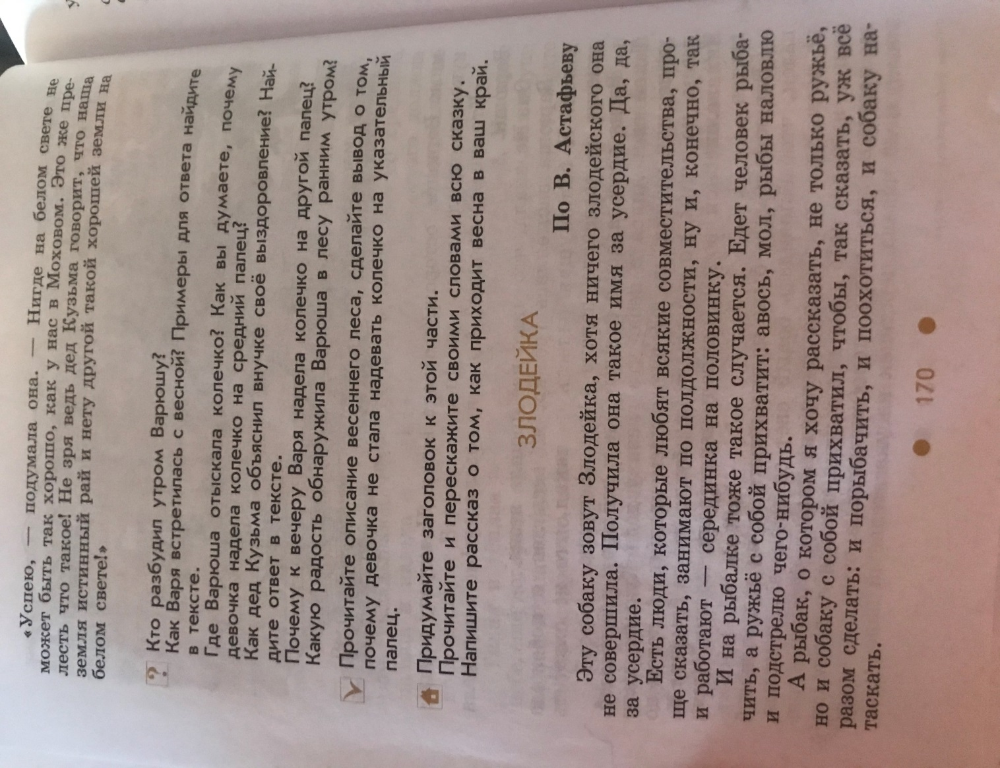 «Успею, — подумала она. — Нигде на белом свете не
может быть так хорошо, как у нас в Моховом. Это же пре-
лесть что такое! Не зря ведь дед Кузьма говорит, что наша
земля истинный рай и нету другой такой хорошей земли на
белом свете!»
? Кто разбудил утром Варюшу?
Как Варя встретилась с весной? Примеры для ответа найдите
в тексте.
Где Варюша отыскала колечко? Как вы думаете, почему
девочка надела колечко на средний палец?
Как дед Кузьма объяснил внучке своё выздоровление? Най-
дите ответ в тексте.
Почему к вечеру Варя надела колечко на другой палец?
Какую радость обнаружила Варюша в лесу ранним утром?
Прочитайте описание весеннего леса, сделайте вывод о том,
почему девочка не стала надевать колечко на указательный
палец.
Придумайте заголовок к этой части.
Прочитайте и перескажите своими словами всю сказку.
Напишите рассказ о том, как приходит весна в ваш край.
ЗЛОДЕЙКА
По В. Астафьеву
Эту собаку зовут Злодейка, хотя ничего злодейского она
не совершила. Получила она такое имя за усердие. Да, да,
за усердие.
Есть люди, которые любят всякие совместительства, про-
ще сказать, занимают по полдолжности, ну и, конечно, так
и работают — серединка на половинку.
И на рыбалке тоже такое случается. Едет человек рыба-
чить, а ружьё с собой прихватит: авось, мол, рыбы наловлю
и подстрелю чего-нибудь.
А рыбак, о котором я хочу рассказать, не только ружьё,
но и собаку с собой прихватил, чтобы, так сказать, уж всё
разом сделать: и порыбачить, и поохотиться, и собаку на-
таскать.
170